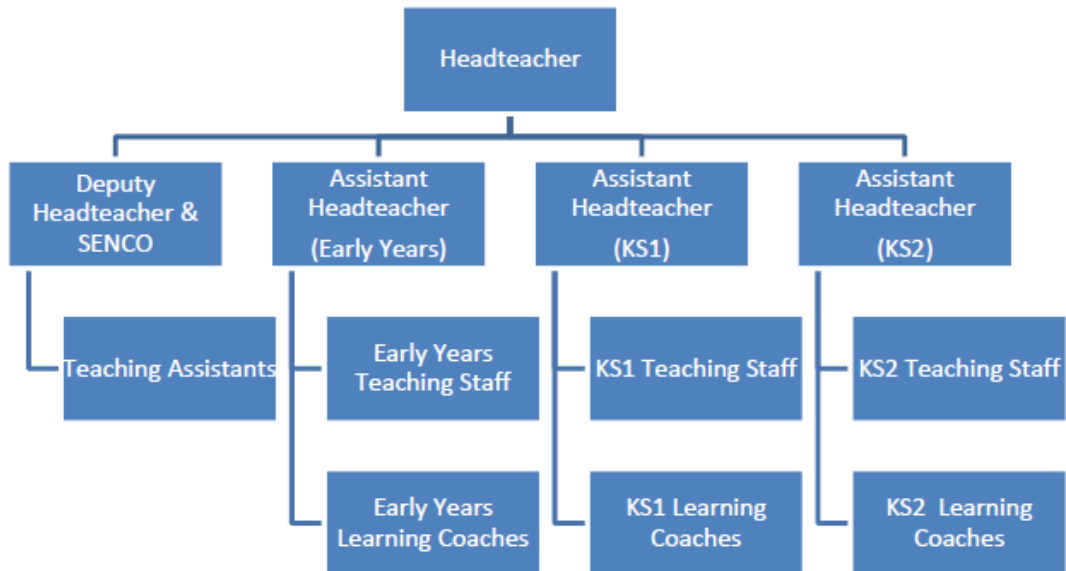 Headteacher
Deputy
Headteacher &
SENCO
Assistant
Headteacher
(Early Years)
Assistant
Headteacher
(KS1)
Assistant
Headteacher
(KS2)
Teaching Assistants
Early Years
Teaching Staff
KS1 Teaching Staff
KS2 Teaching Staff
Early Years
Learning Coaches
KS1 Learning
Coaches
KS2 Learning
Coaches